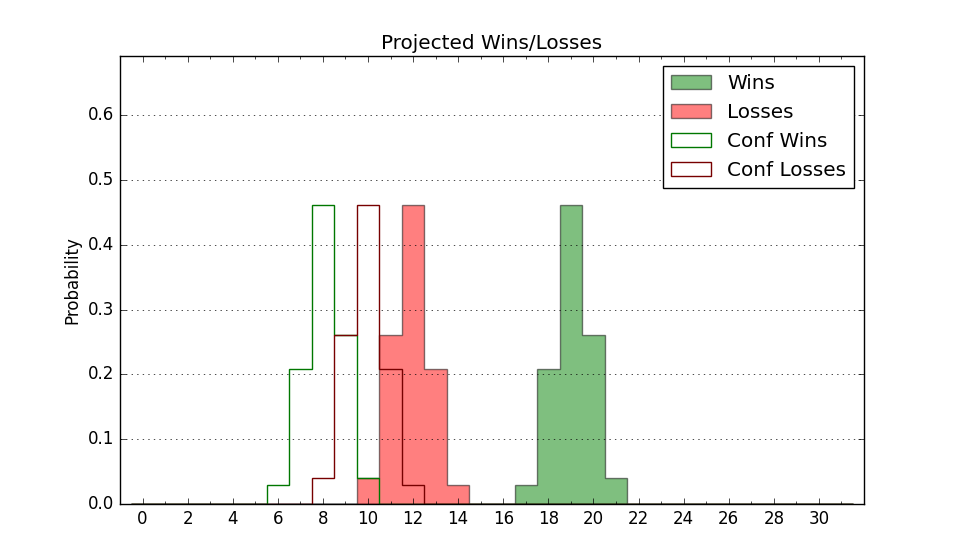 Projected Wins/Losses
Wins
Losses
Conf Wins
Conf Losses
Probability
0.6
0.5
0.4
0.3
0.2
0.1
0.0
0 2 4 6 8 10 12 14 16 18 20 22 24 26 28 30